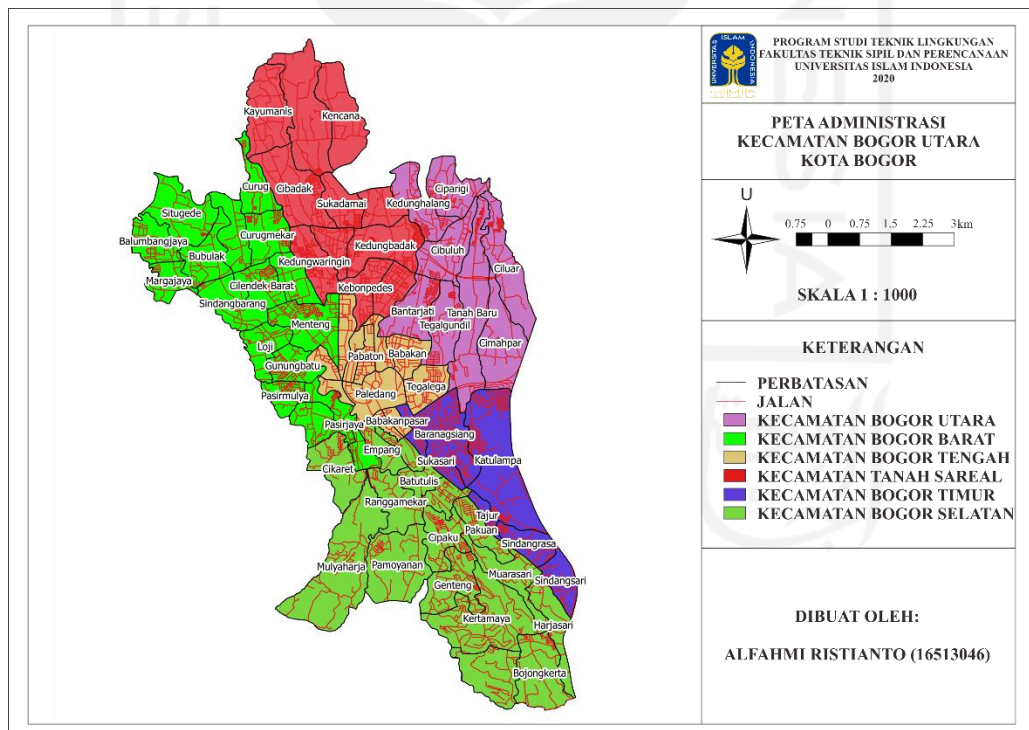 PROGRAM STUDI TEKNIK LINGKUNGAN
FAKULTAS TEKNIK SIPIL DAN PERENCANAAN
UNIVERSITAS ISLAM INDONESIA
2020
ISLAM
UNIVERSITAS
INDONESIA
PETA ADMINISTRASI
KECAMATAN BOGOR UTARA
KOTA BOGOR
U
0.75 0 0.75 1.5 2.25 3km
SKALA 1 : 1000
KETERANGAN
PERBATASAN
JALAN
KECAMATAN BOGOR UTARA
KECAMATAN BOGOR BARAT
KECAMATAN BOGOR TENGAH
KECAMATAN TANAH SAREAL
KECAMATAN BOGOR TIMUR
KECAMATAN BOGOR SELATAN
DIBUAT OLEH:
ALFAHMI RISTIANTO (16513046)
Kayumanis
Kencana
Curug
Cibadak
Sukadamai
Kedunghalang
Ciparigi
Situgede
Curugmekar
Kedungbadak
Cibuluh
Balumbangjaya
Bubulak
Kedungwaringin
Ciluar
Margajaya
Cilendek Barat
Kebonpedes
Sindangbarang
Bantarjati
Tanah Baru
Menteng
Tegalgundil
Loji
Pabaton
Babakan
Cimahpar
Gunungbatu
Paledang
Tegalega
Pasirmulya
Pasirjaya
Babakanpasar
Baranagsiang
Empang
Sukasari
Katulampa
Cikaret
Batutulis
Ranggamekar
Tajur
Pakuan
Cipaku
Sindangrasa
Mulyaharja
Pamoyanan
Muarasari
Sindangsari
Genteng
Kertamaya
Harjasari
Bojongkerta